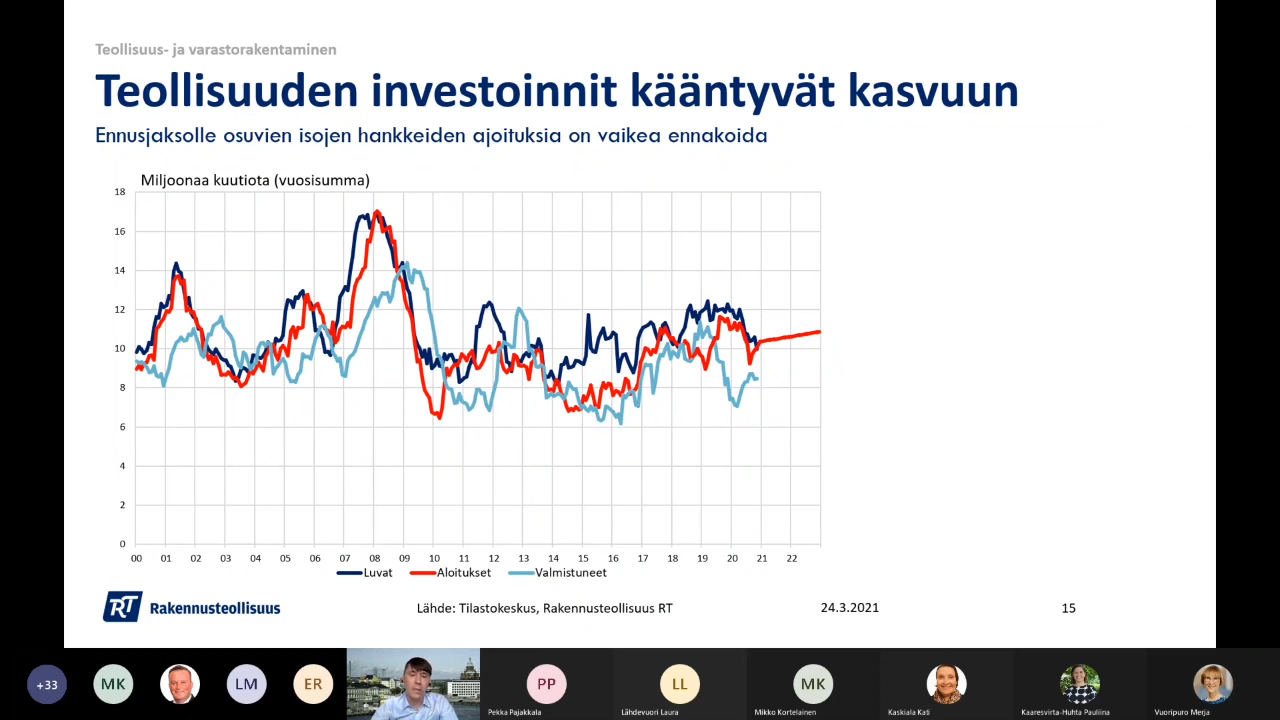 Teollisuus- ja varastorakentaminen
Teollisuuden investoinnit kääntyvät kasvuun
Ennusjaksolle osuvien isojen hankkeiden ajoituksia on vaikea ennakoida
Miljoonaa kuutiota (vuosisumma)
18
16
14
12
10
8
6
4
2
0
00 01 02 03 04 05 06 07 08 09 10 11 12 13 14 15 16 17 18 19 20 21 22
Luvat Aloitukset Valmistuneet
RT Rakennusteollisuus
Lähde: Tilastokeskus, Rakennusteollisuus RT
24.3.2021
15
+33 MK LM ER PP LL MK
Pekka Pajakkala Lähdevuori Laura Mikko Kortelainen Kaskiala Kati Kaaresvirta-Huhta Pauliina Vuoripuro Merja